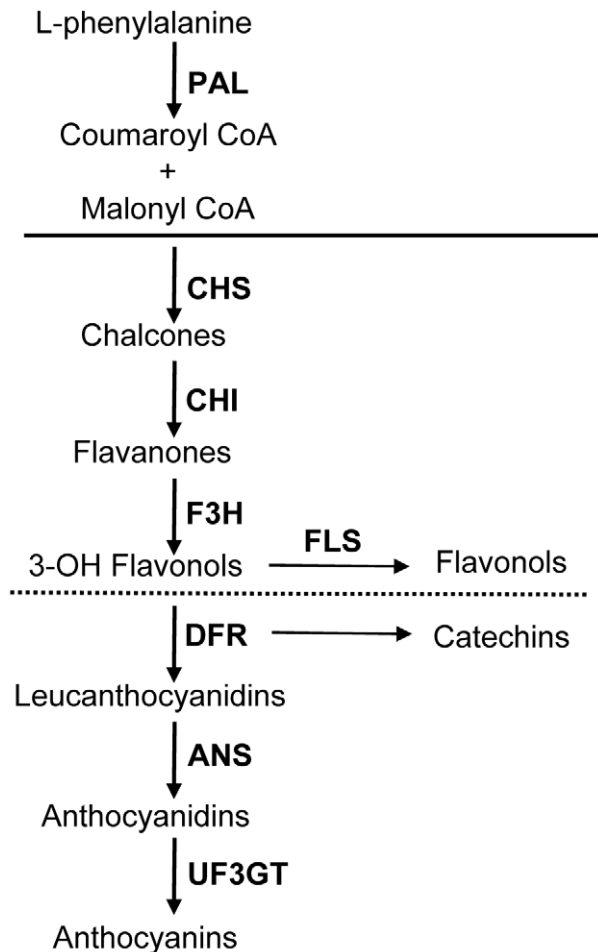 L-phenylalanine
PAL
Coumaroyl CoA
+
Malonyl CoA
CHS
Chalcones
CHI
Flavanones
F3H
FLS
3-OH Flavonols
Flavonols
DFR
Catechins
Leucanthocyanidins
ANS
Anthocyanidins
UF3GT
Anthocyanins